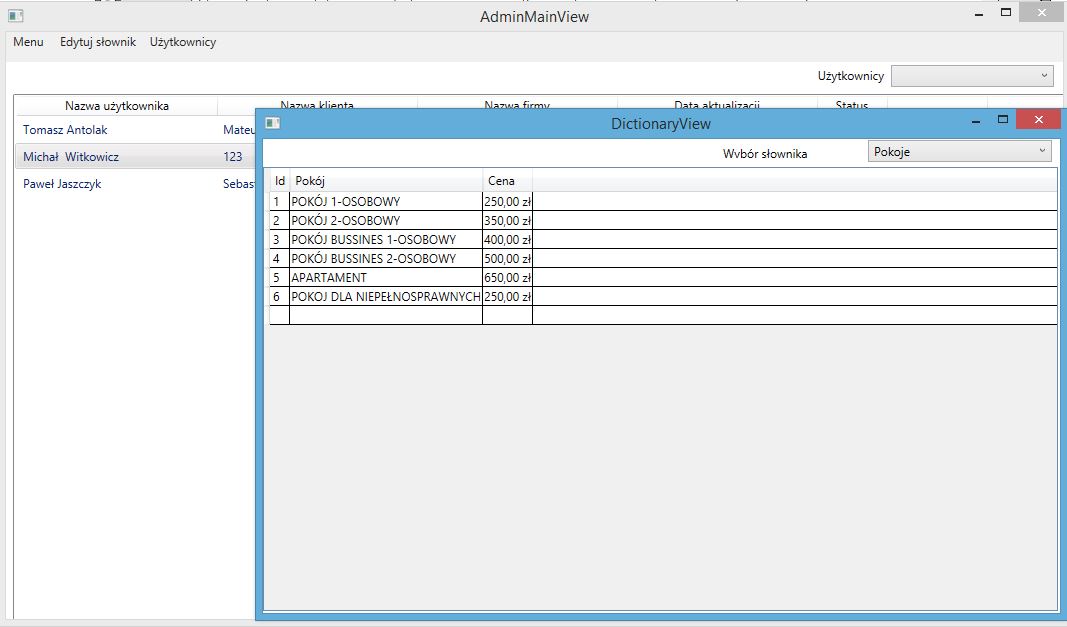 AdminMainView
Menu Edytuj słownik Użytkownicy
Użytkownicy
Nazwa użytkownika Nazwa klienta Nazwa firmy Data aktualizacji Status
Tomasz Antolak Mateu
Michał Witkowicz 123
Paweł Jaszczyk Sebast
DictionaryView
Wybór słownika Pokoje
Id Pokój Cena
1 POKÓJ 1-OSOBOWY 250,00 zł
2 POKÓJ 2-OSOBOWY 350,00 zł
3 POKÓJ BUSSINES 1-OSOBOWY 400,00 zł
4 POKÓJ BUSSINES 2-OSOBOWY 500,00 zł
5 APARTAMENT 650,00 zł
6 POKOJ DLA NIEPEŁNOSPRAWNYCH 250,00 zł